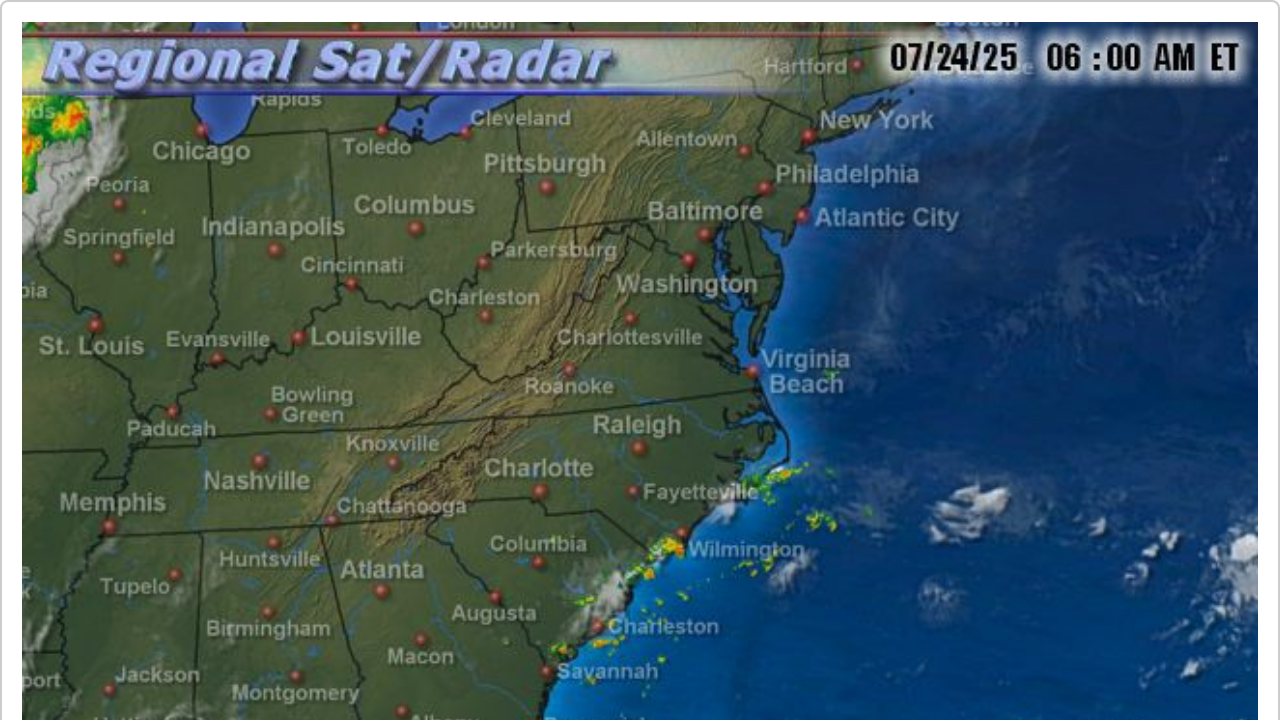 London
Boston
Regional Sat/Radar
07/24/25 06 :00 AM ET
Hartford
Rapids
Cleveland
New York
Chicago
Toledo
Allentown
Pittsburgh
Philadelphia
Peoria
Columbus
Baltimore
Atlantic City
Springfield
Indianapolis
Parkersburg
Cincinnati
Washington
Charleston
St. Louis
Evansville
Louisville
Charlottesville
Virginia
Beach
Roanoke
Bowling
Green
Paducah
Knoxville
Raleigh
Nashville
Charlotte
Fayetteville
Memphis
Chattanooga
Huntsville
Columbia
Wilmington
Tupelo
Atlanta
Augusta
Birmingham
Charleston
Macon
Savannah
Jackson
Montgomery